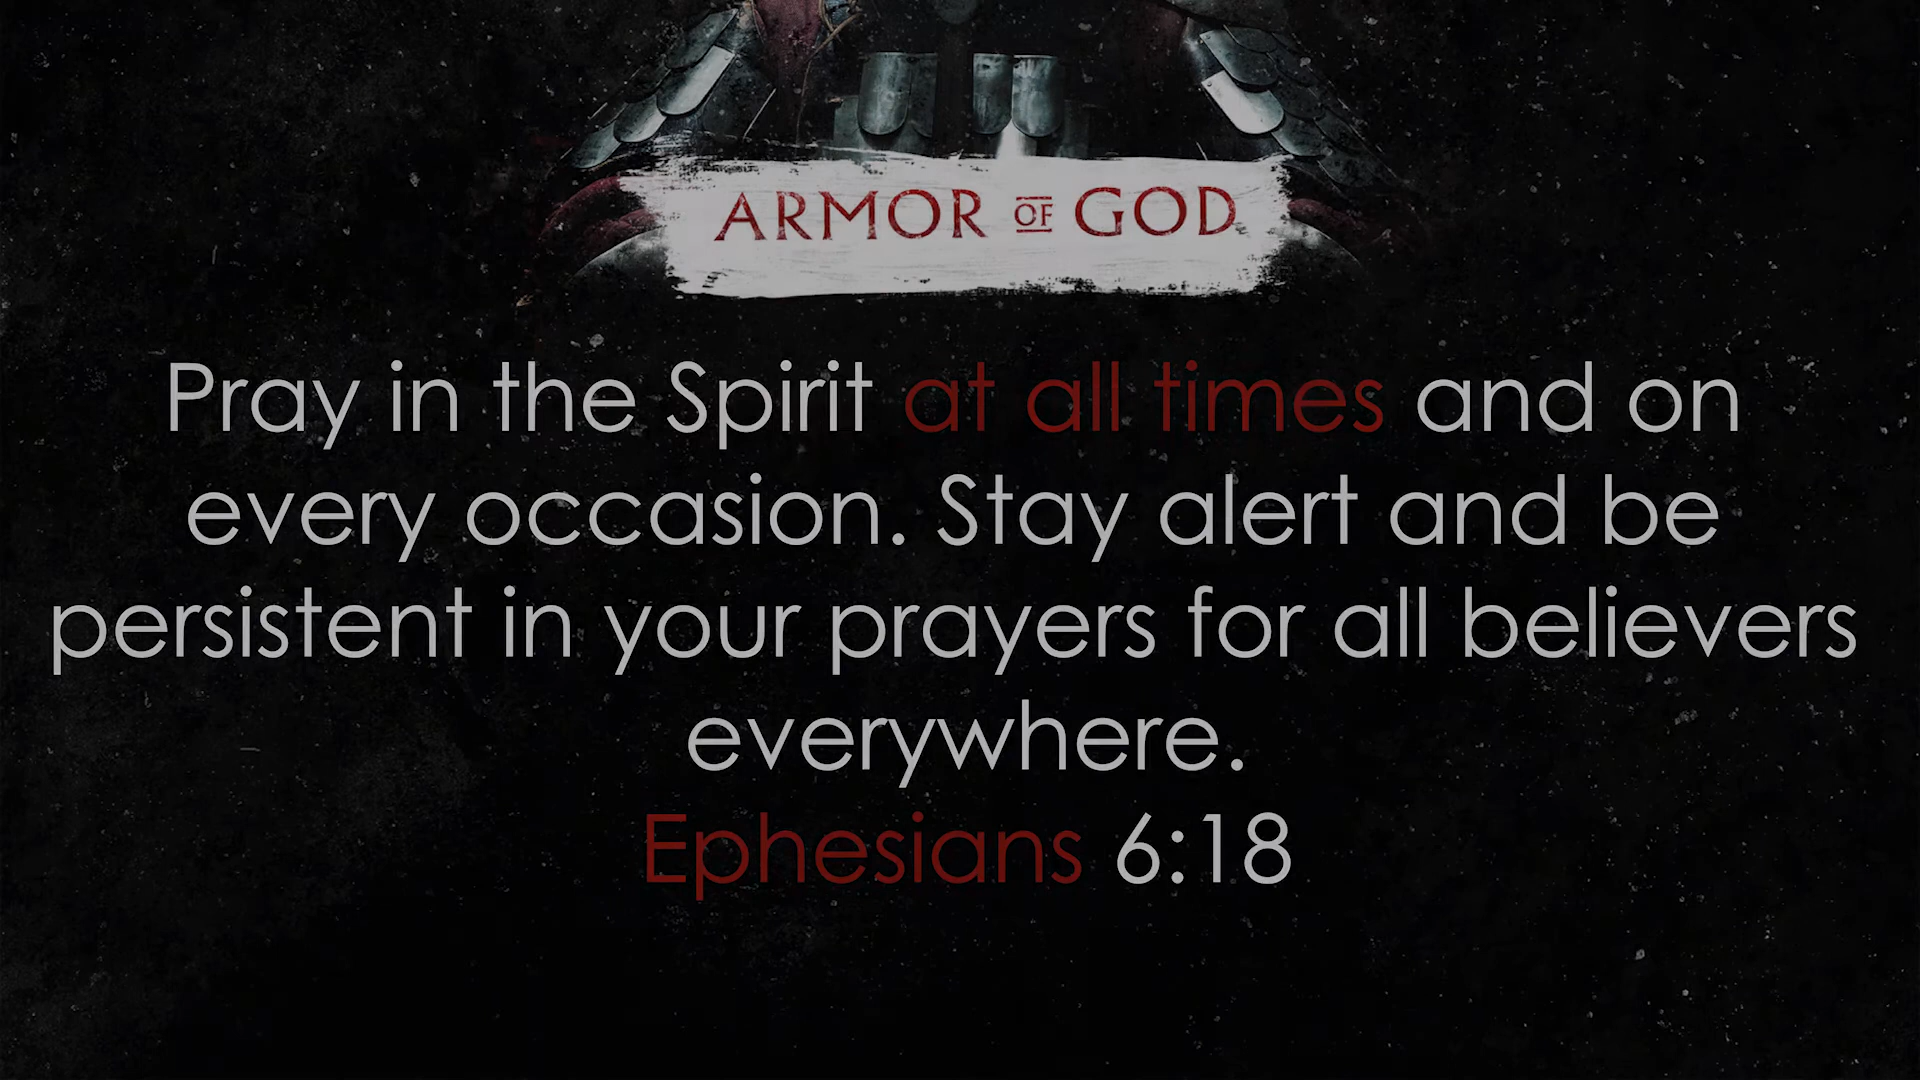 ARMOR OF GOD
Pray in the Spirit at all times and on
every occasion. Stay alert and be
persistent in your prayers for all believers
everywhere.
Ephesians 6:18